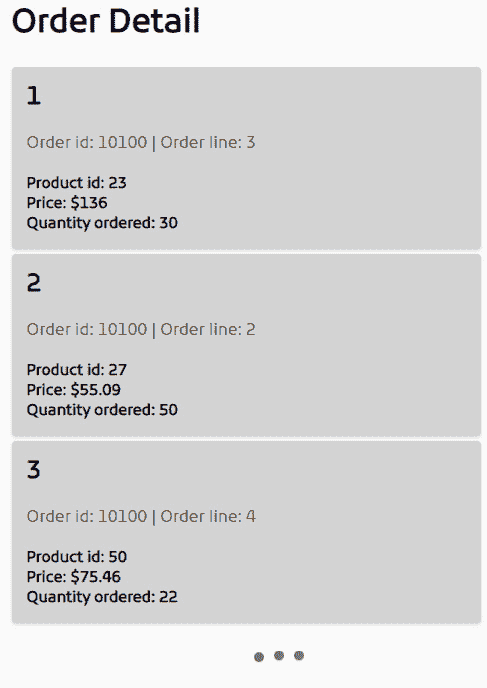 Order Detail
1
Order id: 10100 | Order line: 3
Product id: 23
Price: $136
Quantity ordered: 30
2
Order id: 10100 | Order line: 2
Product id: 27
Price: $55.09
Quantity ordered: 50
3
Order id: 10100 | Order line: 4
Product id: 50
Price: $75.46
Quantity ordered: 22